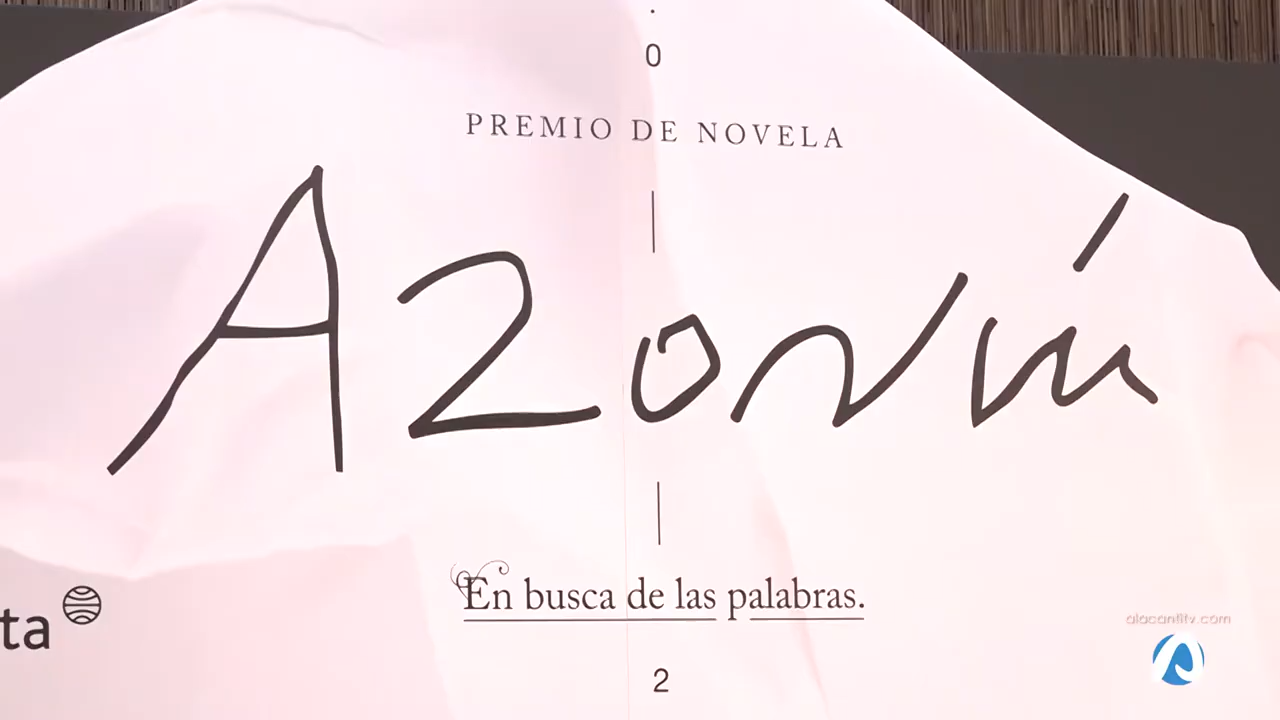 0
PREMIO DE NOVELA
Azorín
En busca de las palabras.
ta
alacantitv.com
2